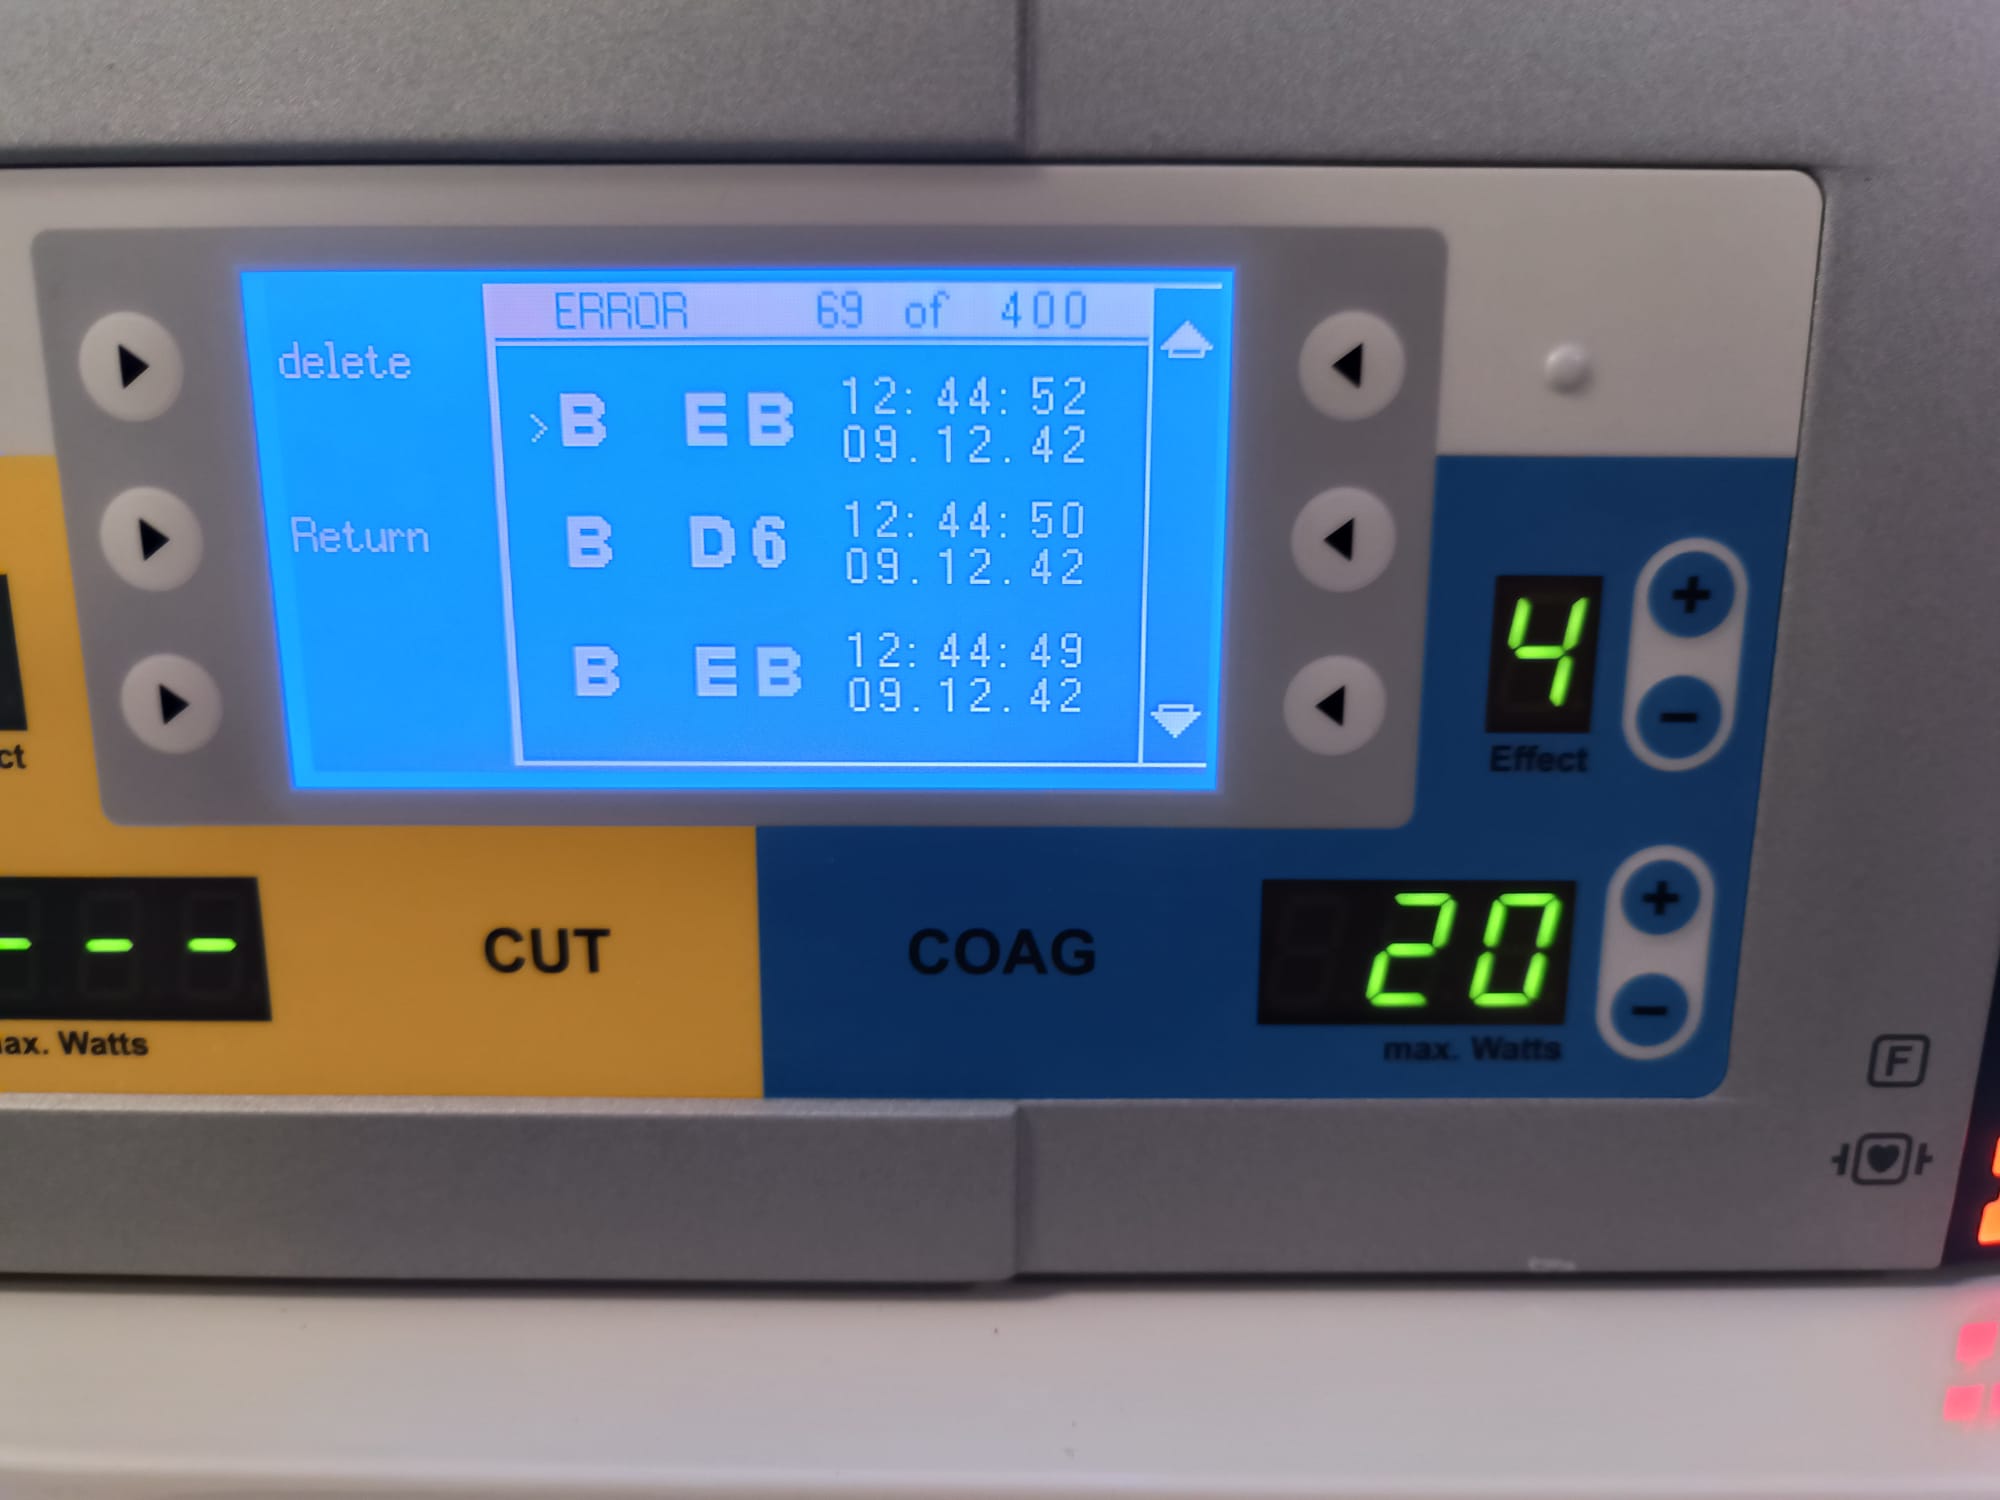 ERROR 69 of 400
delete
>B EB 12:44:52
09.12.42
Return
B D6 12:44:50
09.12.42
B EB 12:44:49
09.12.42
4
+
−
Effect
ct
- - -
ax. Watts
CUT
COAG
20
+
−
max. Watts
F